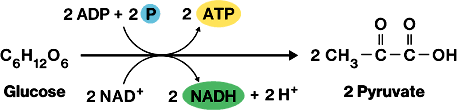 2 ADP + 2 P 2 ATP
O O
C₆H₁₂O₆ 2 CH₃ C C OH
Glucose 2 NAD⁺ 2 NADH + 2 H⁺ 2 Pyruvate